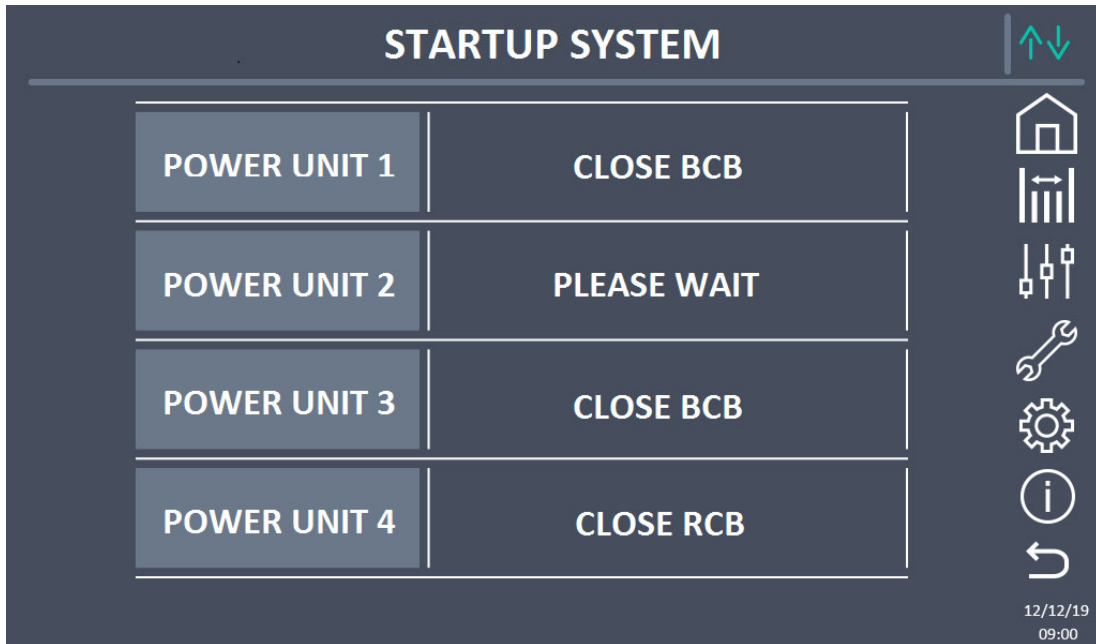 STARTUP SYSTEM
POWER UNIT 1
CLOSE BCB
POWER UNIT 2
PLEASE WAIT
POWER UNIT 3
CLOSE BCB
POWER UNIT 4
CLOSE RCB
i
12/12/19
09:00